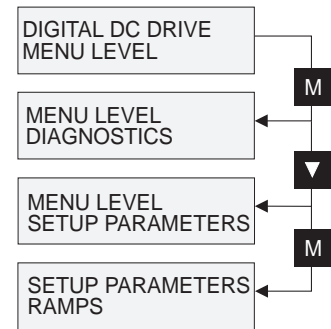 DIGITAL DC DRIVE
MENU LEVEL
M
MENU LEVEL
DIAGNOSTICS
MENU LEVEL
SETUP PARAMETERS
M
SETUP PARAMETERS
RAMPS